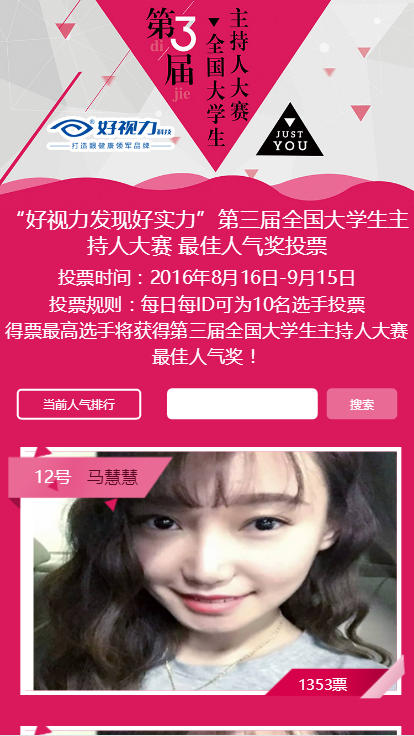 第3届
di
jie
全国大学生
主持人大赛
好视力科技
打造眼健康领军品牌
JUST
YOU
“好视力发现好实力”第三届全国大学生主
持人大赛 最佳人气奖投票
投票时间：2016年8月16日-9月15日
投票规则：每日每ID可为10名选手投票
得票最高选手将获得第三届全国大学生主持人大赛
最佳人气奖！
当前人气排行
搜索
12号 马慧慧
1353票